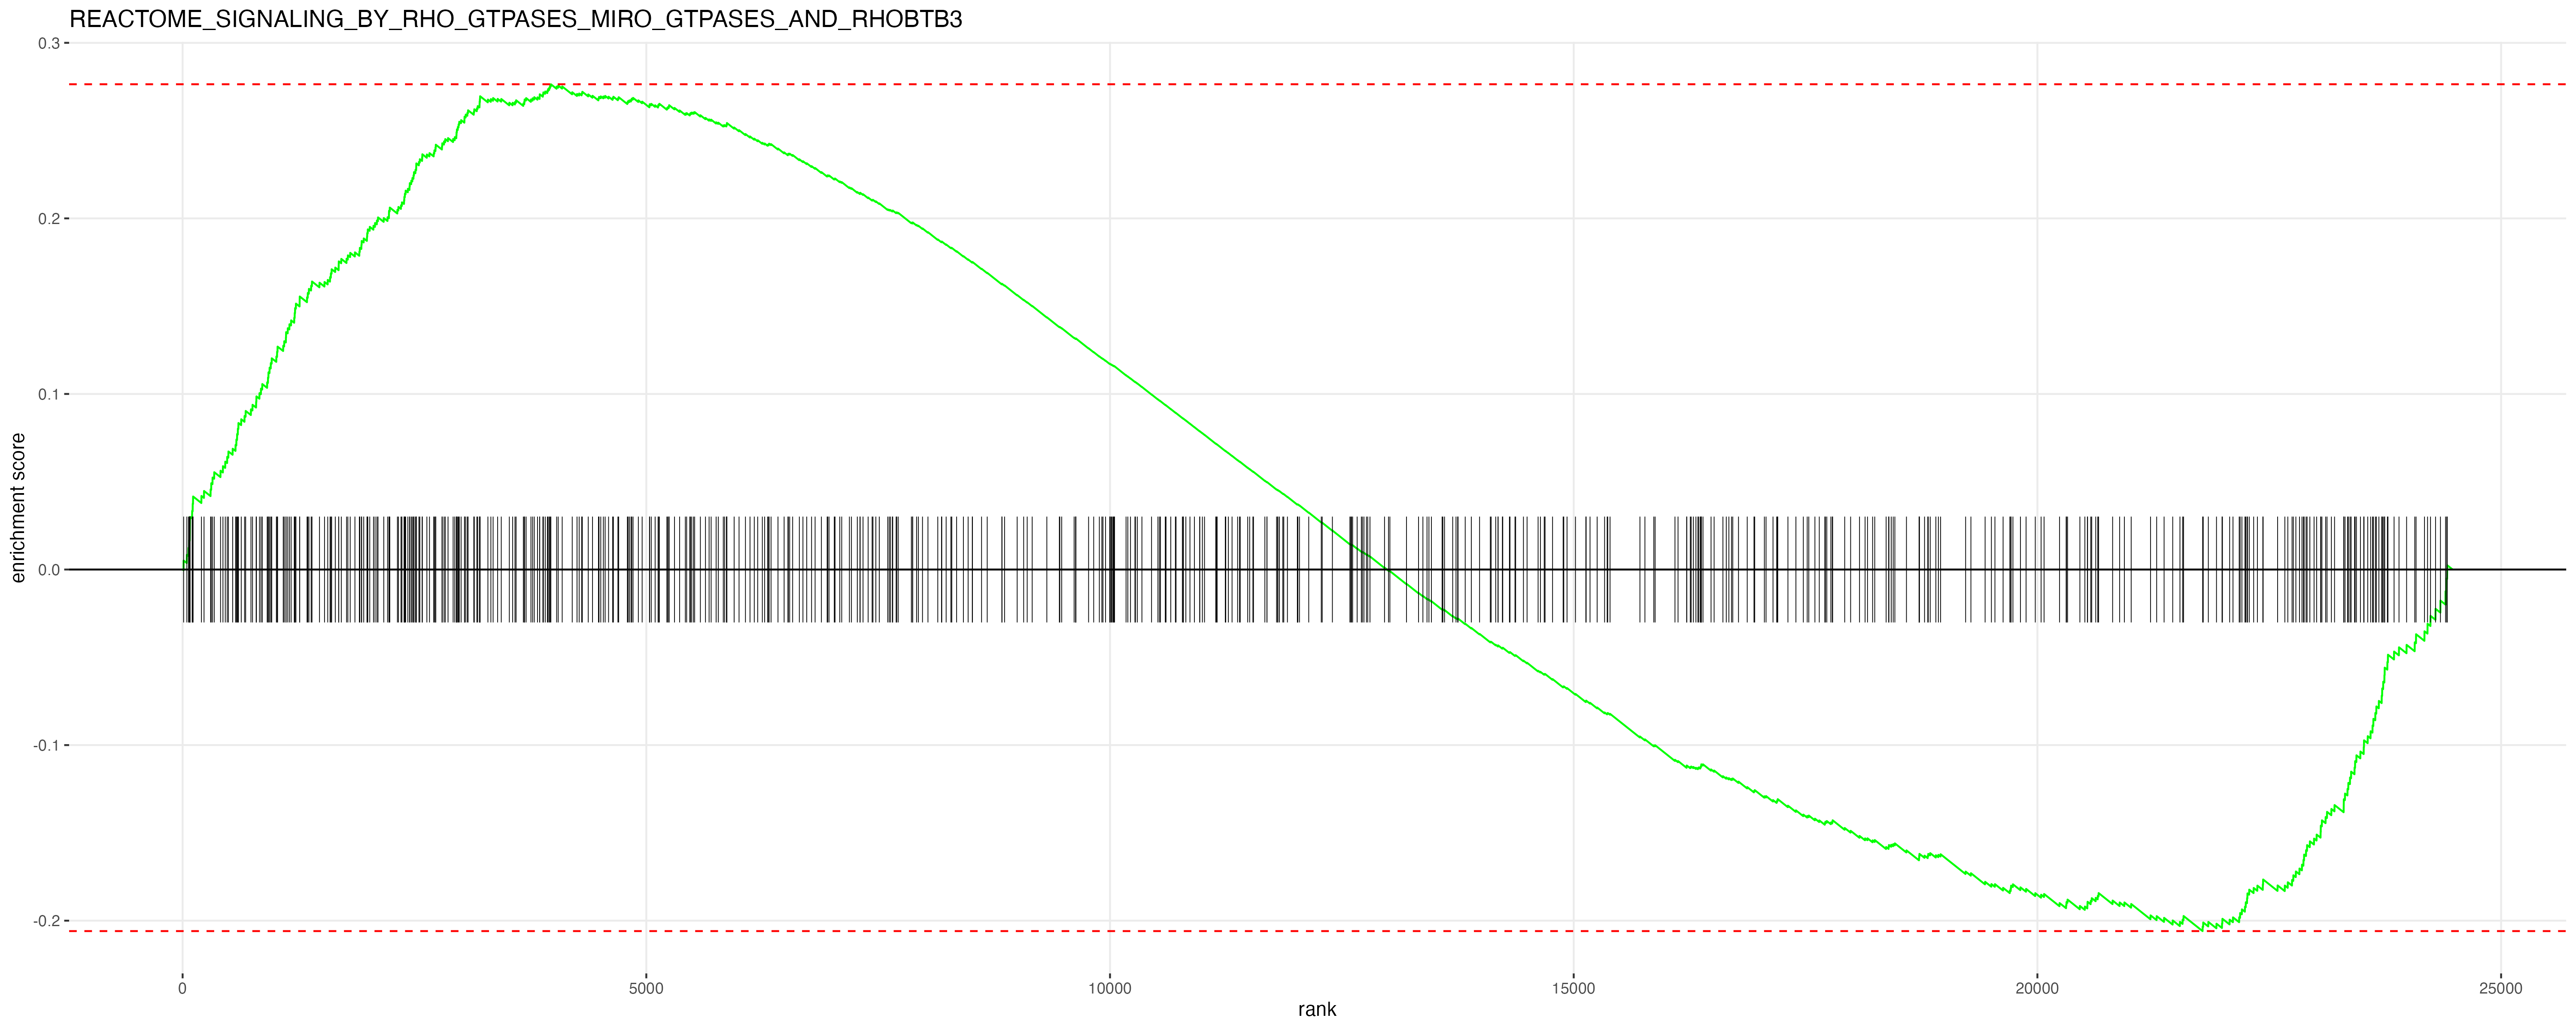 REACTOME_SIGNALING_BY_RHO_GTPASES_MIRO_GTPASES_AND_RHOBTB3
0.3
0.2
0.1
0.0
-0.1
-0.2
enrichment score
0 5000 10000 15000 20000 25000
rank